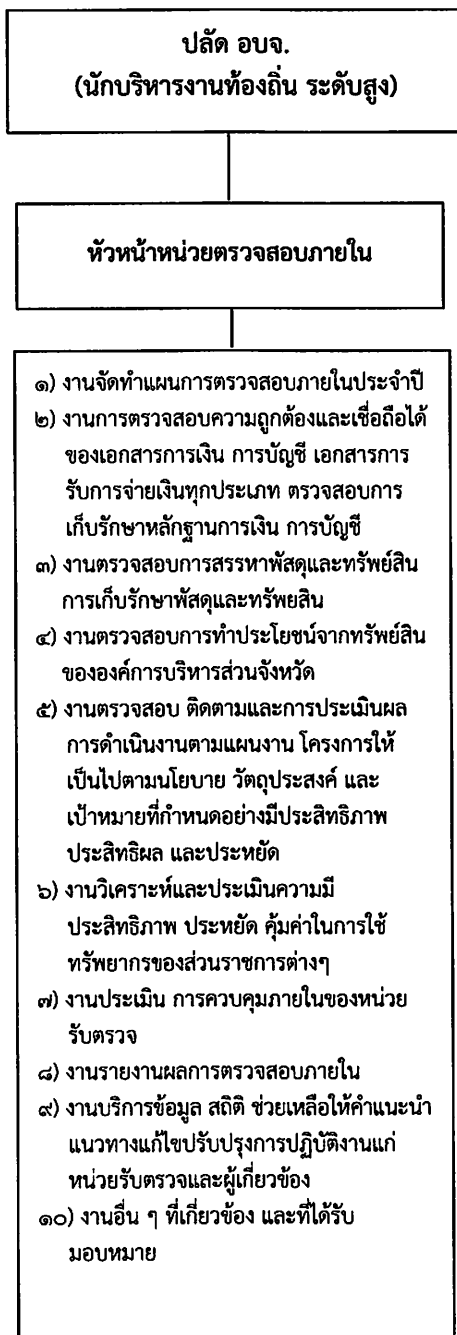 ปลัด อบจ.
(นักบริหารงานท้องถิ่น ระดับสูง)
หัวหน้าหน่วยตรวจสอบภายใน
๑) งานจัดทำแผนการตรวจสอบภายในประจำปี
๒) งานการตรวจสอบความถูกต้องและเชื่อถือได้
ของเอกสารการเงิน การบัญชี เอกสารการ
รับการจ่ายเงินทุกประเภท ตรวจสอบการ
เก็บรักษาหลักฐานการเงิน การบัญชี
๓) งานตรวจสอบการสรรหาพัสดุและทรัพย์สิน
การเก็บรักษาพัสดุและทรัพยสิน
๔) งานตรวจสอบการทำประโยชน์จากทรัพย์สิน
ขององค์การบริหารส่วนจังหวัด
๕) งานตรวจสอบ ติดตามและการประเมินผล
การดำเนินงานตามแผนงาน โครงการให้
เป็นไปตามนโยบาย วัตถุประสงค์ และ
เป้าหมายที่กำหนดอย่างมีประสิทธิภาพ
ประสิทธิผล และประหยัด
๖) งานวิเคราะห์และประเมินความมี
ประสิทธิภาพ ประหยัด คุ้มค่าในการใช้
ทรัพยากรของส่วนราชการต่างๆ
๗) งานประเมิน การควบคุมภายในของหน่วย
รับตรวจ
๘) งานรายงานผลการตรวจสอบภายใน
๙) งานบริการข้อมูล สถิติ ช่วยเหลือให้คำแนะนำ
แนวทางแก้ไขปรับปรุงการปฏิบัติงานแก่
หน่วยรับตรวจและผู้เกี่ยวข้อง
๑๐) งานอื่น ๆ ที่เกี่ยวข้อง และที่ได้รับ
มอบหมาย